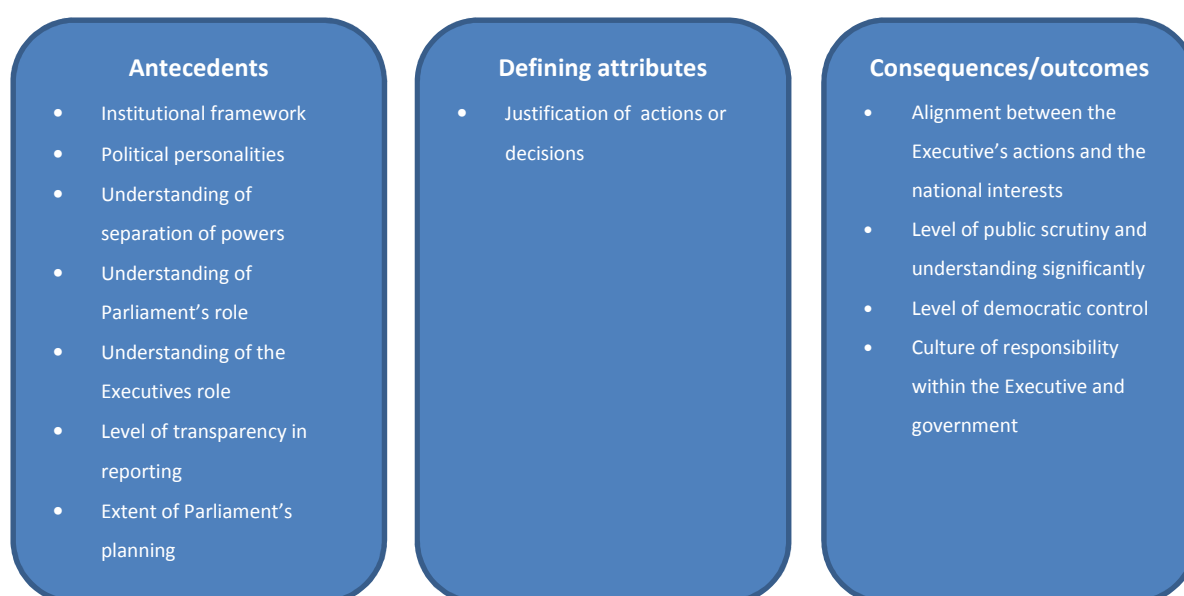 Antecedents
• Institutional framework
• Political personalities
• Understanding of
separation of powers
• Understanding of
Parliament’s role
• Understanding of the
Executives role
• Level of transparency in
reporting
• Extent of Parliament’s
planning
Defining attributes
• Justification of actions or
decisions
Consequences/outcomes
• Alignment between the
Executive’s actions and the
national interests
• Level of public scrutiny and
understanding significantly
• Level of democratic control
• Culture of responsibility
within the Executive and
government